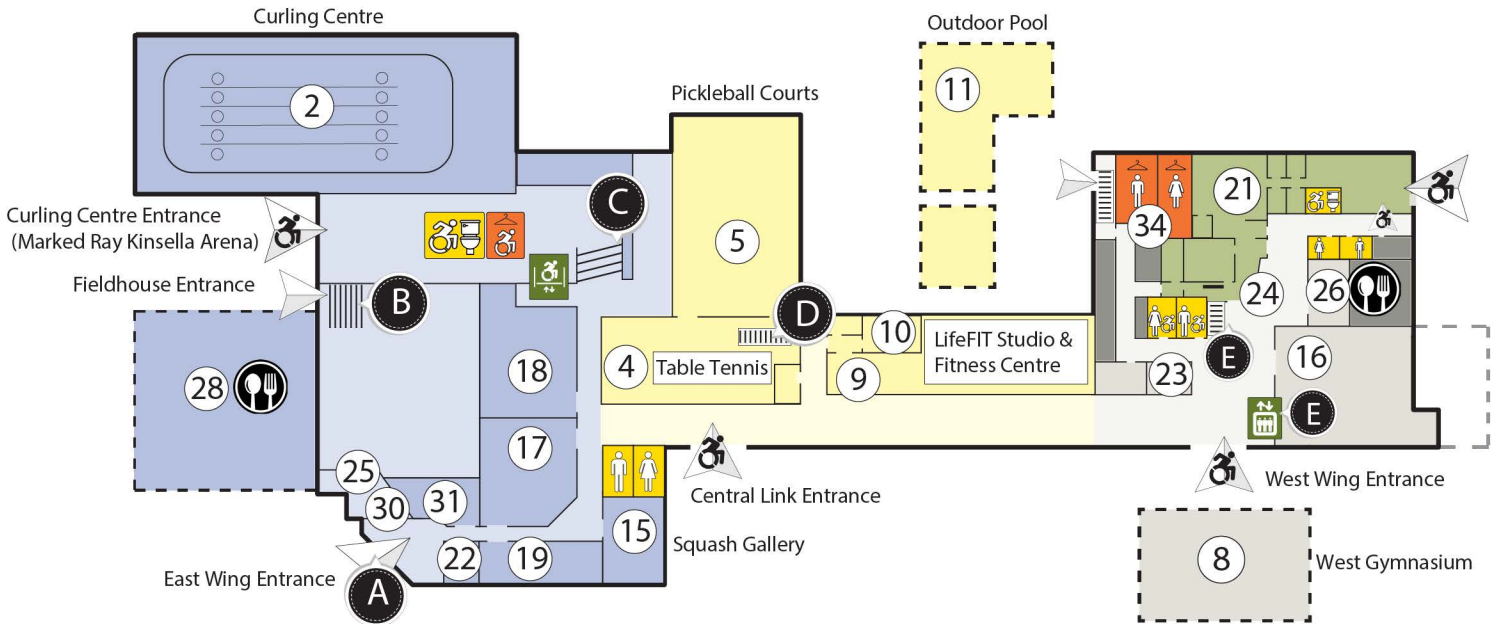 Curling Centre
Outdoor Pool
Pickleball Courts
2
11
C
21
Curling Centre Entrance
(Marked Ray Kinsella Arena)
5
34
Fieldhouse Entrance
B
24
26
D
10
LifeFIT Studio &
Fitness Centre
E
28
18
4
Table Tennis
9
23
16
E
17
25
30
31
Central Link Entrance
West Wing Entrance
15
Squash Gallery
22
19
East Wing Entrance
A
8
West Gymnasium